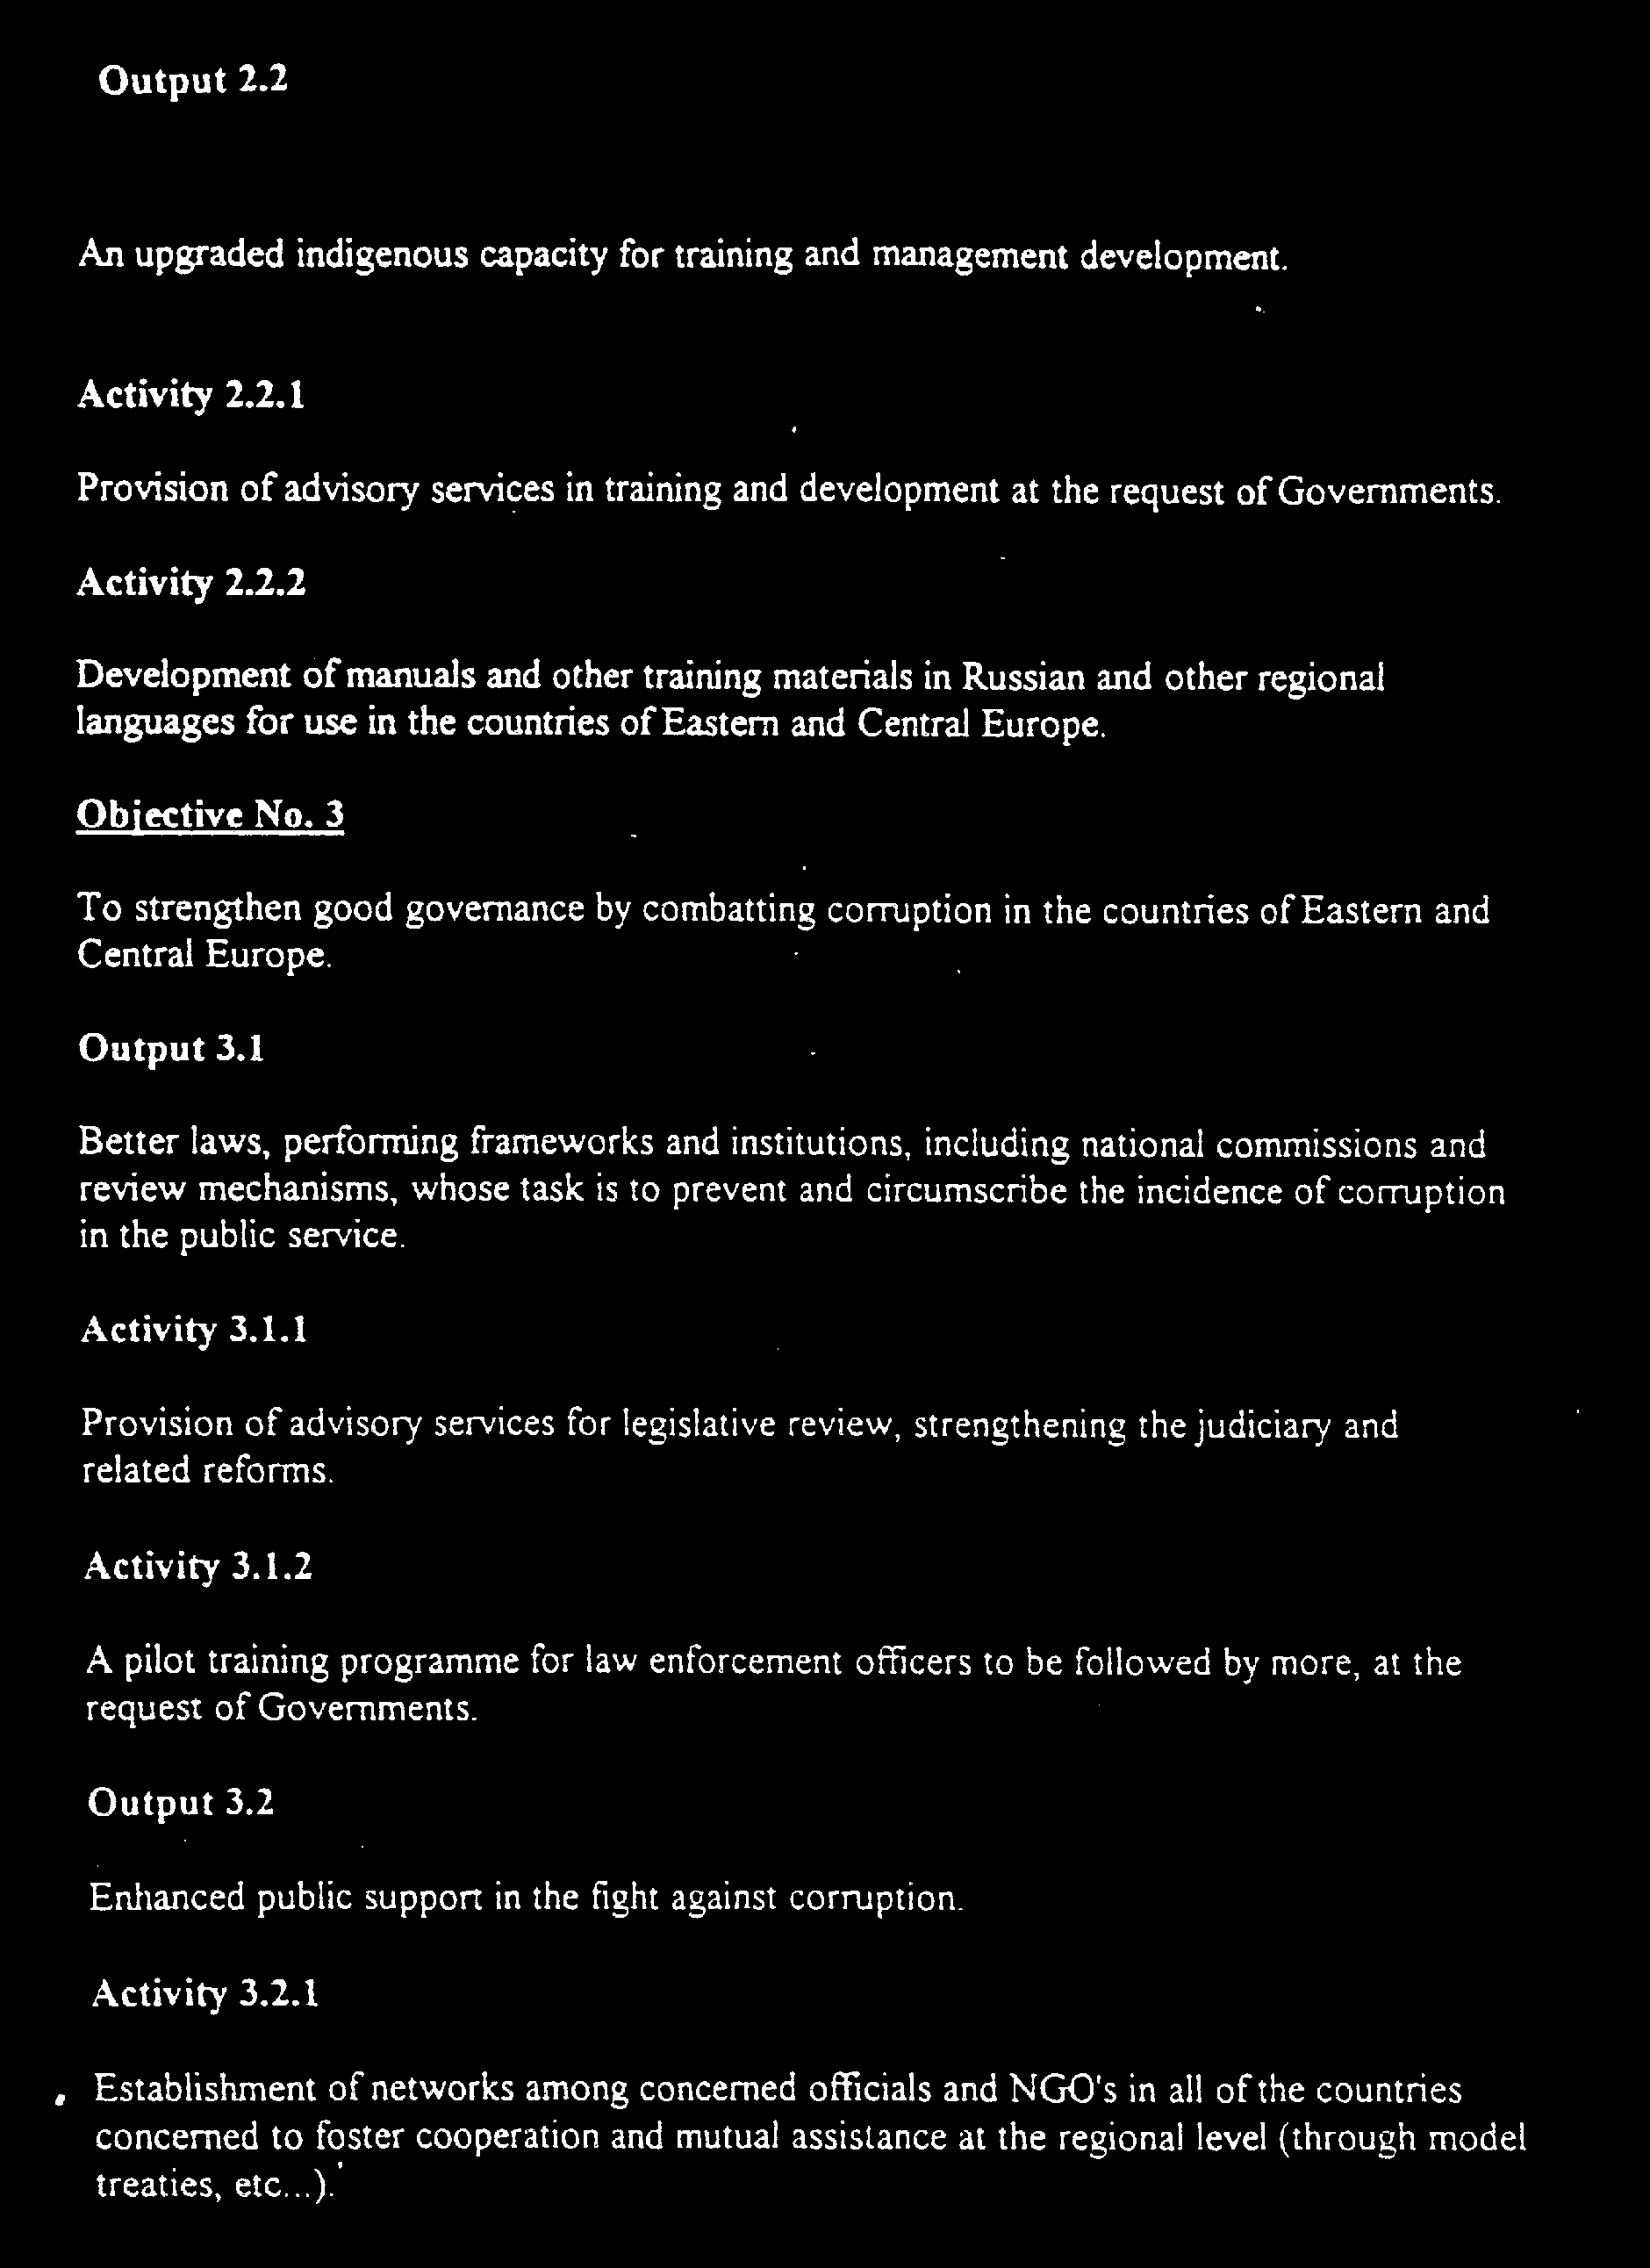 Output 2.2
An upgraded indigenous capacity for training and management development.
Activity 2.2.1
Provision of advisory services in training and development at the request of Governments.
Activity 2.2.2
Development of manuals and other training materials in Russian and other regional
languages for use in the countries of Eastern and Central Europe.
Objective No. 3
To strengthen good governance by combatting corruption in the countries of Eastern and
Central Europe.
Output 3.1
Better laws, performing frameworks and institutions, including national commissions and
review mechanisms, whose task is to prevent and circumscribe the incidence of corruption
in the public service.
Activity 3.1.1
Provision of advisory services for legislative review, strengthening the judiciary and
related reforms.
Activity 3.1.2
A pilot training programme for law enforcement officers to be followed by more, at the
request of Governments.
Output 3.2
Enhanced public support in the fight against corruption.
Activity 3.2.1
Establishment of networks among concerned officials and NGO's in all of the countries
concerned to foster cooperation and mutual assistance at the regional level (through model
treaties, etc...).